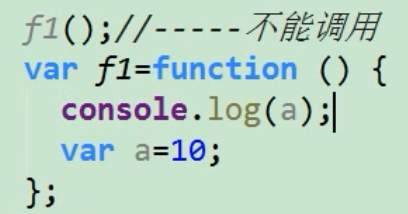 f1();//-----不能调用
var f1=function () {
  console.log(a);
  var a=10;
};